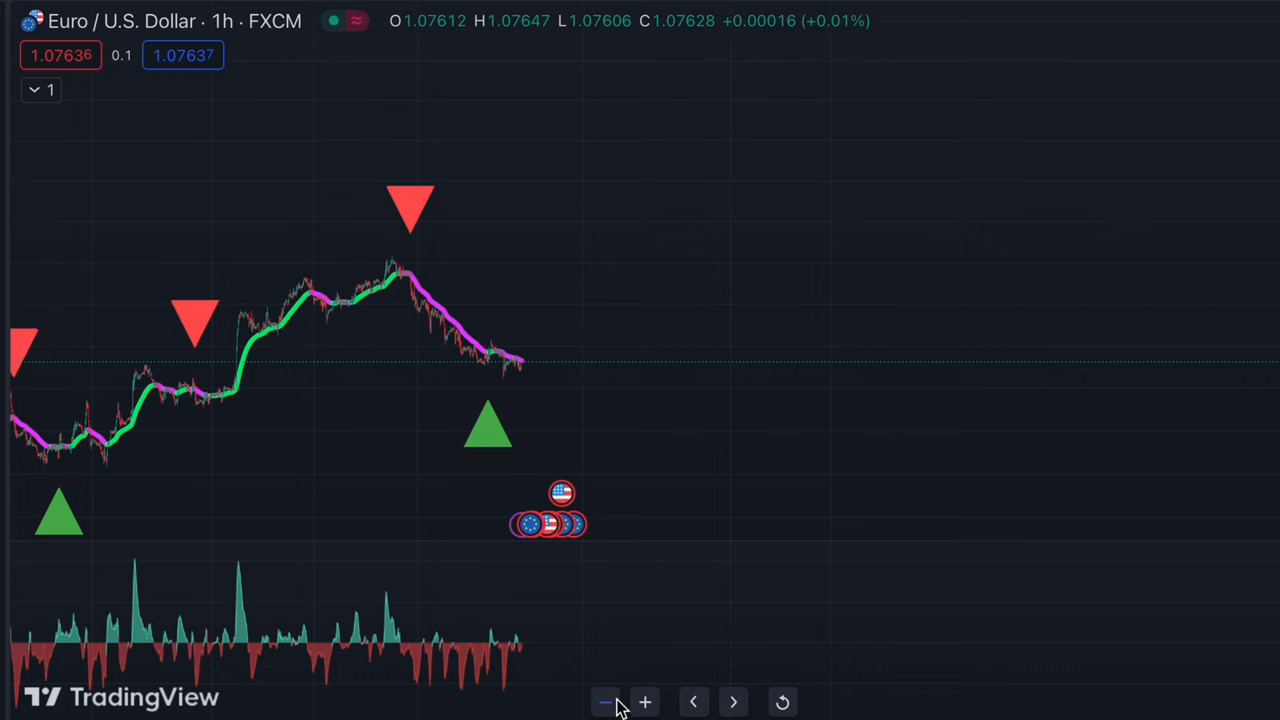 Euro / U.S. Dollar · 1h · FXCM O1.07612 H1.07647 L1.07606 C1.07628 +0.00016 (+0.01%)
1.07636 0.1 1.07637
1
TradingView